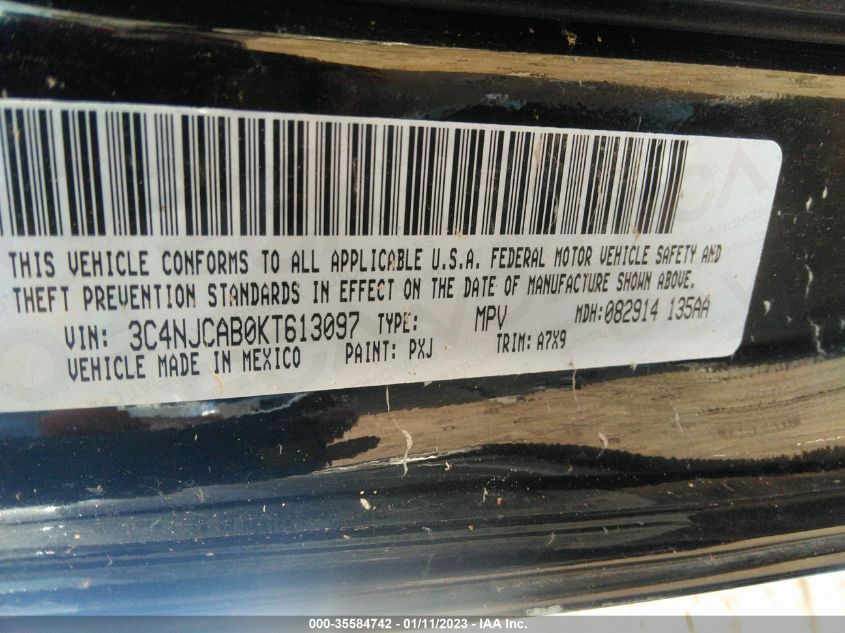 THIS VEHICLE CONFORMS TO ALL APPLICABLE U.S.A. FEDERAL MOTOR VEHICLE SAFETY AND
THEFT PREVENTION STANDARDS IN EFFECT ON THE DATE OF MANUFACTURE SHOWN ABOVE.
VIN: 3C4NJCAB0KT613097 TYPE: MPV MDH:082914 135AA
VEHICLE MADE IN MEXICO PAINT: PXJ TRIM: A7X9
000-35584742 - 01/11/2023 - IAA Inc.